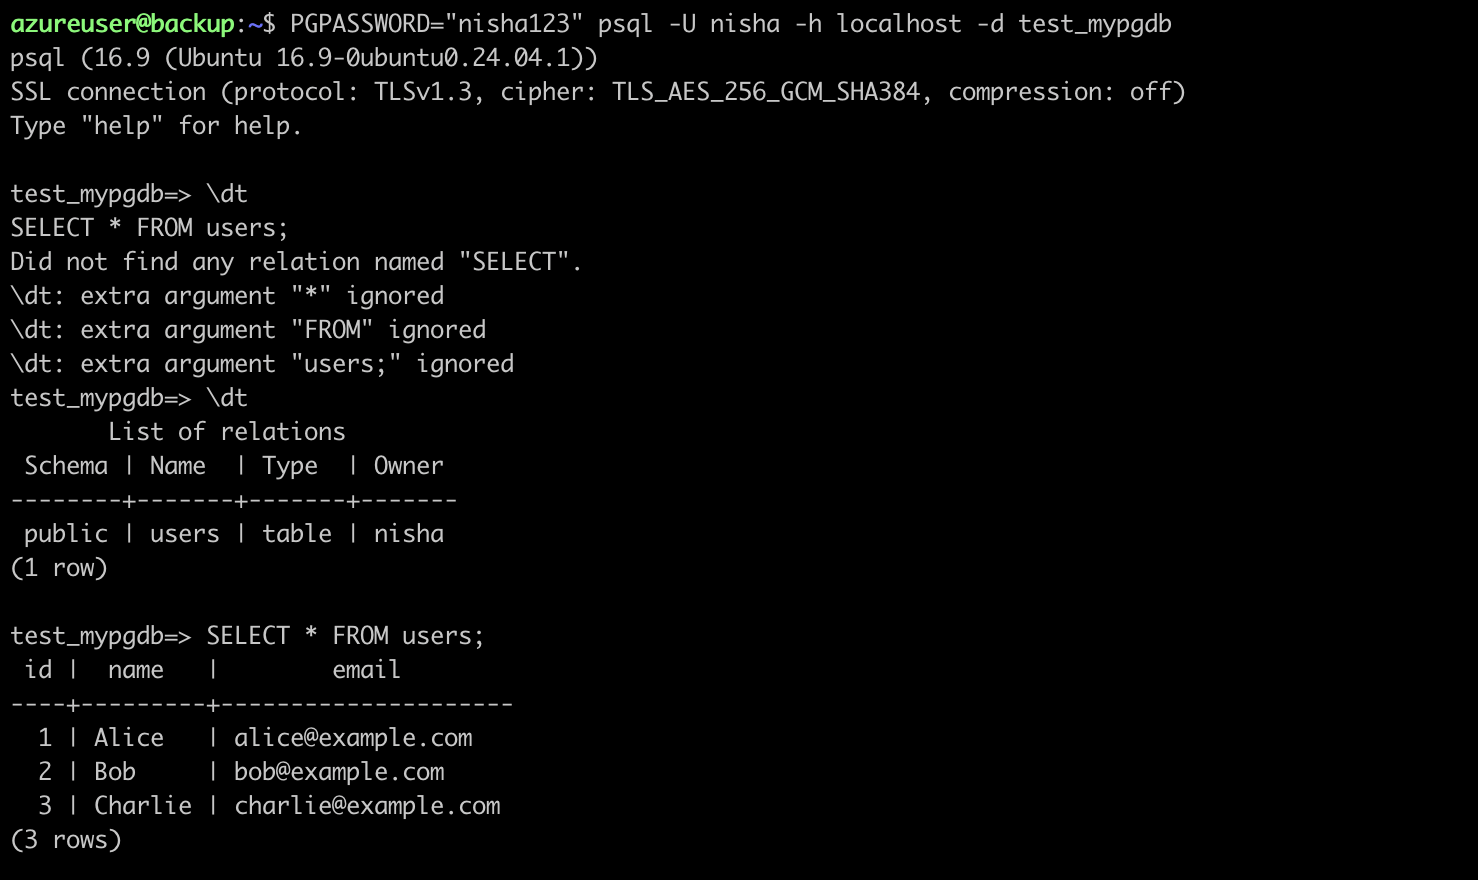 azureuser@backup:~$ PGPASSWORD="nisha123" psql -U nisha -h localhost -d test_mypgdb
psql (16.9 (Ubuntu 16.9-0ubuntu0.24.04.1))
SSL connection (protocol: TLSv1.3, cipher: TLS_AES_256_GCM_SHA384, compression: off)
Type "help" for help.

test_mypgdb=> \dt
SELECT * FROM users;
Did not find any relation named "SELECT".
\dt: extra argument "*" ignored
\dt: extra argument "FROM" ignored
\dt: extra argument "users;" ignored
test_mypgdb=> \dt
       List of relations
 Schema | Name  | Type  | Owner
--------+-------+-------+-------
 public | users | table | nisha
(1 row)

test_mypgdb=> SELECT * FROM users;
 id |  name   |        email
----+---------+---------------------
  1 | Alice   | alice@example.com
  2 | Bob     | bob@example.com
  3 | Charlie | charlie@example.com
(3 rows)